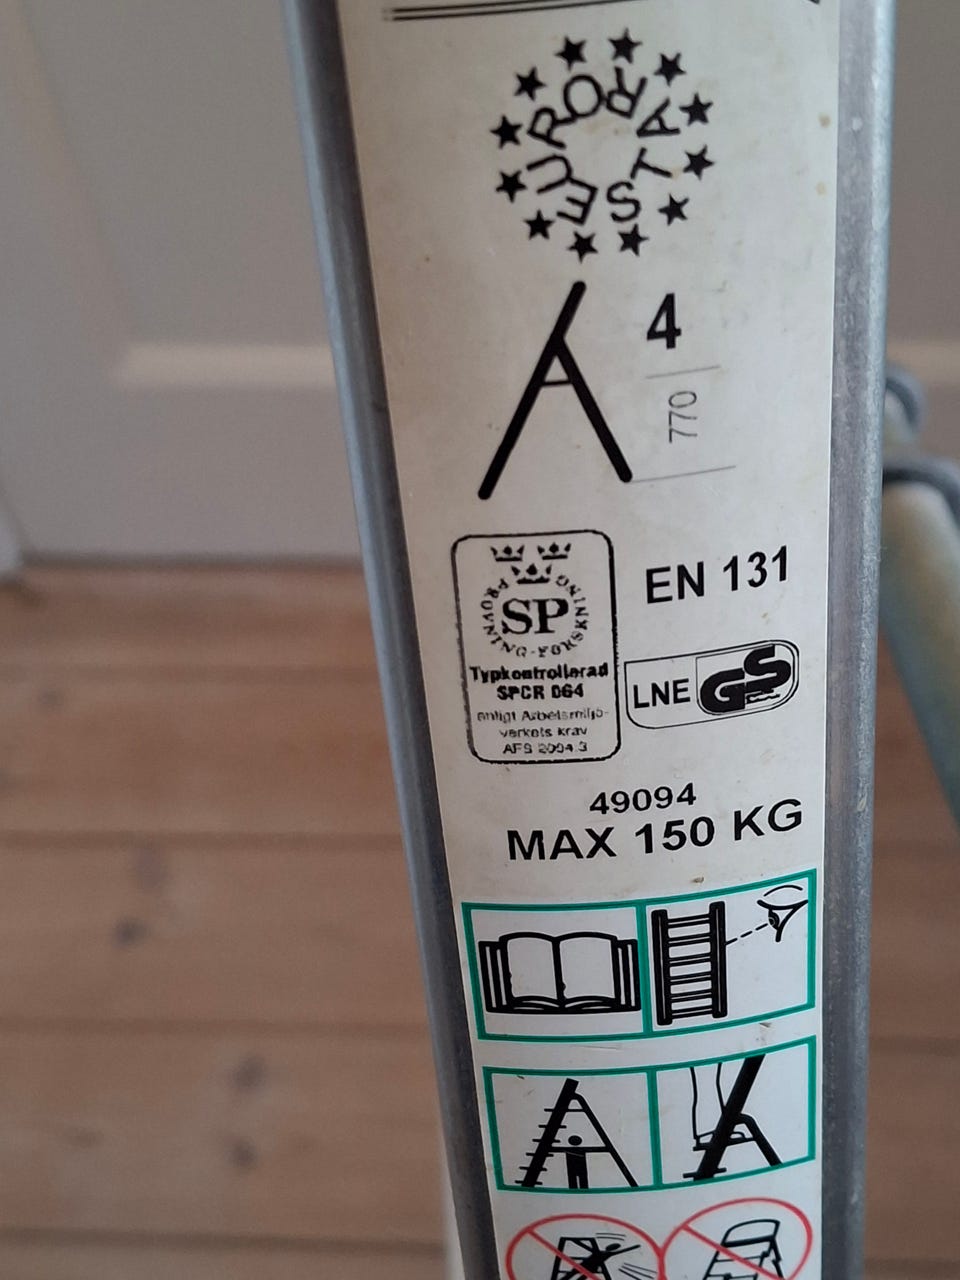 EUROSTAR
4
770
SP
PROVNING-FORSKNING
Typkontrollerad
SPCR 064
enligt Arbetsmiljö-
verkets krav
AFS 2004:3
EN 131
LNE GS
49094
MAX 150 KG